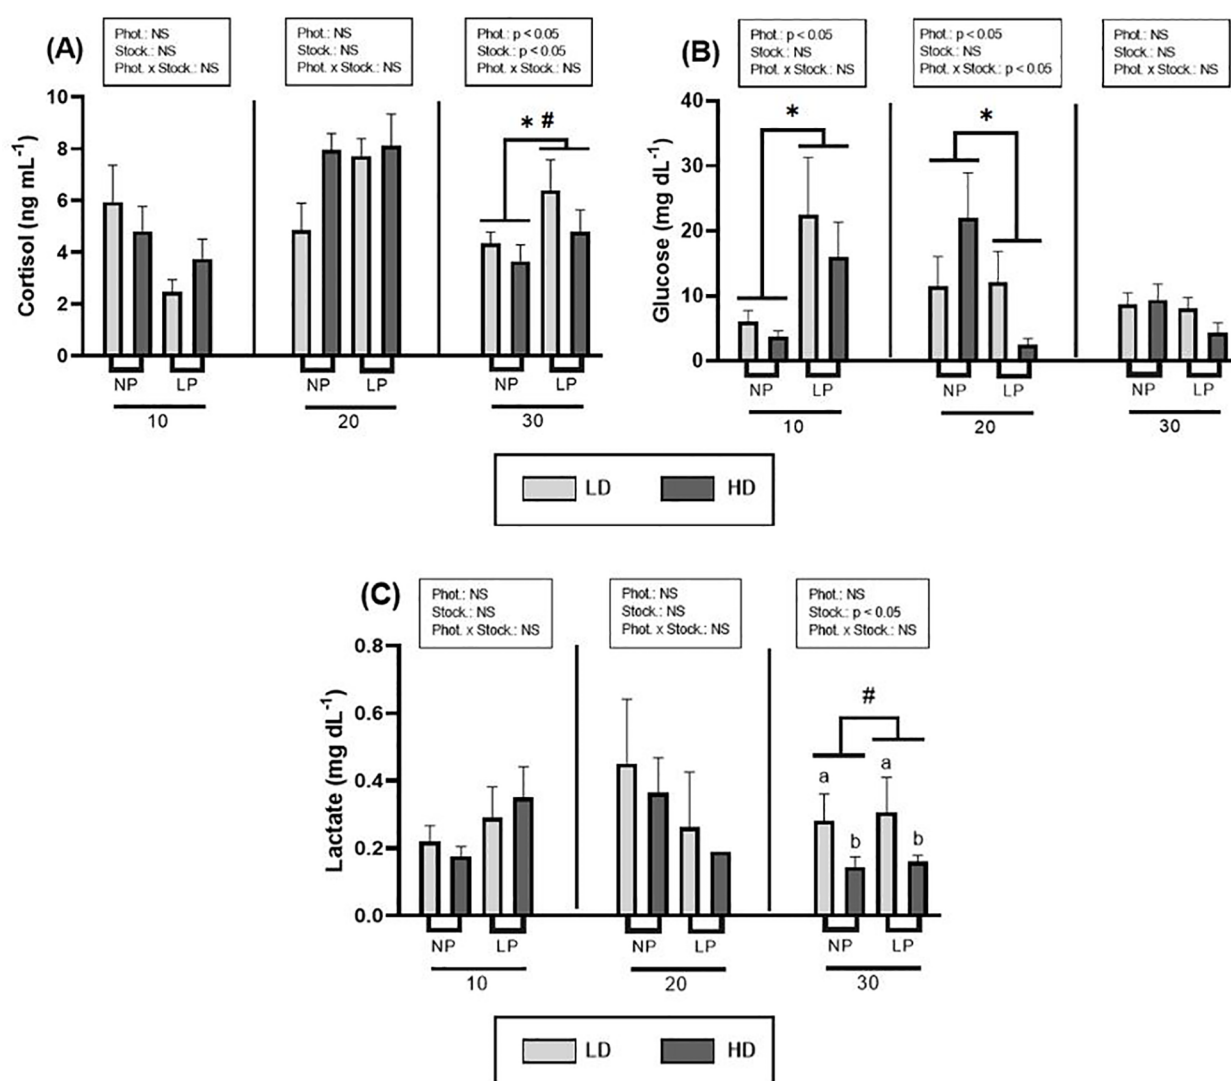 (A)
Phot.: NS
Stock.: NS
Phot. x Stock.: NS
Phot.: NS
Stock.: NS
Phot. x Stock.: NS
Phot.: p < 0.05
Stock.: p < 0.05
Phot. x Stock.: NS
Cortisol (ng mL⁻¹)
10
8
6
4
2
0
* #
NP
LP
NP
LP
NP
LP
10
20
30
(B)
Phot.: p < 0.05
Stock.: NS
Phot. x Stock.: NS
Phot.: p < 0.05
Stock.: NS
Phot. x Stock.: p < 0.05
Phot.: NS
Stock.: NS
Phot. x Stock.: NS
Glucose (mg dL⁻¹)
40
30
20
10
0
*
*
NP
LP
NP
LP
NP
LP
10
20
30
LD
HD
(C)
Phot.: NS
Stock.: NS
Phot. x Stock.: NS
Phot.: NS
Stock.: NS
Phot. x Stock.: NS
Phot.: NS
Stock.: p < 0.05
Phot. x Stock.: NS
Lactate (mg dL⁻¹)
0.8
0.6
0.4
0.2
0.0
#
a
b
a
b
NP
LP
NP
LP
NP
LP
10
20
30
LD
HD